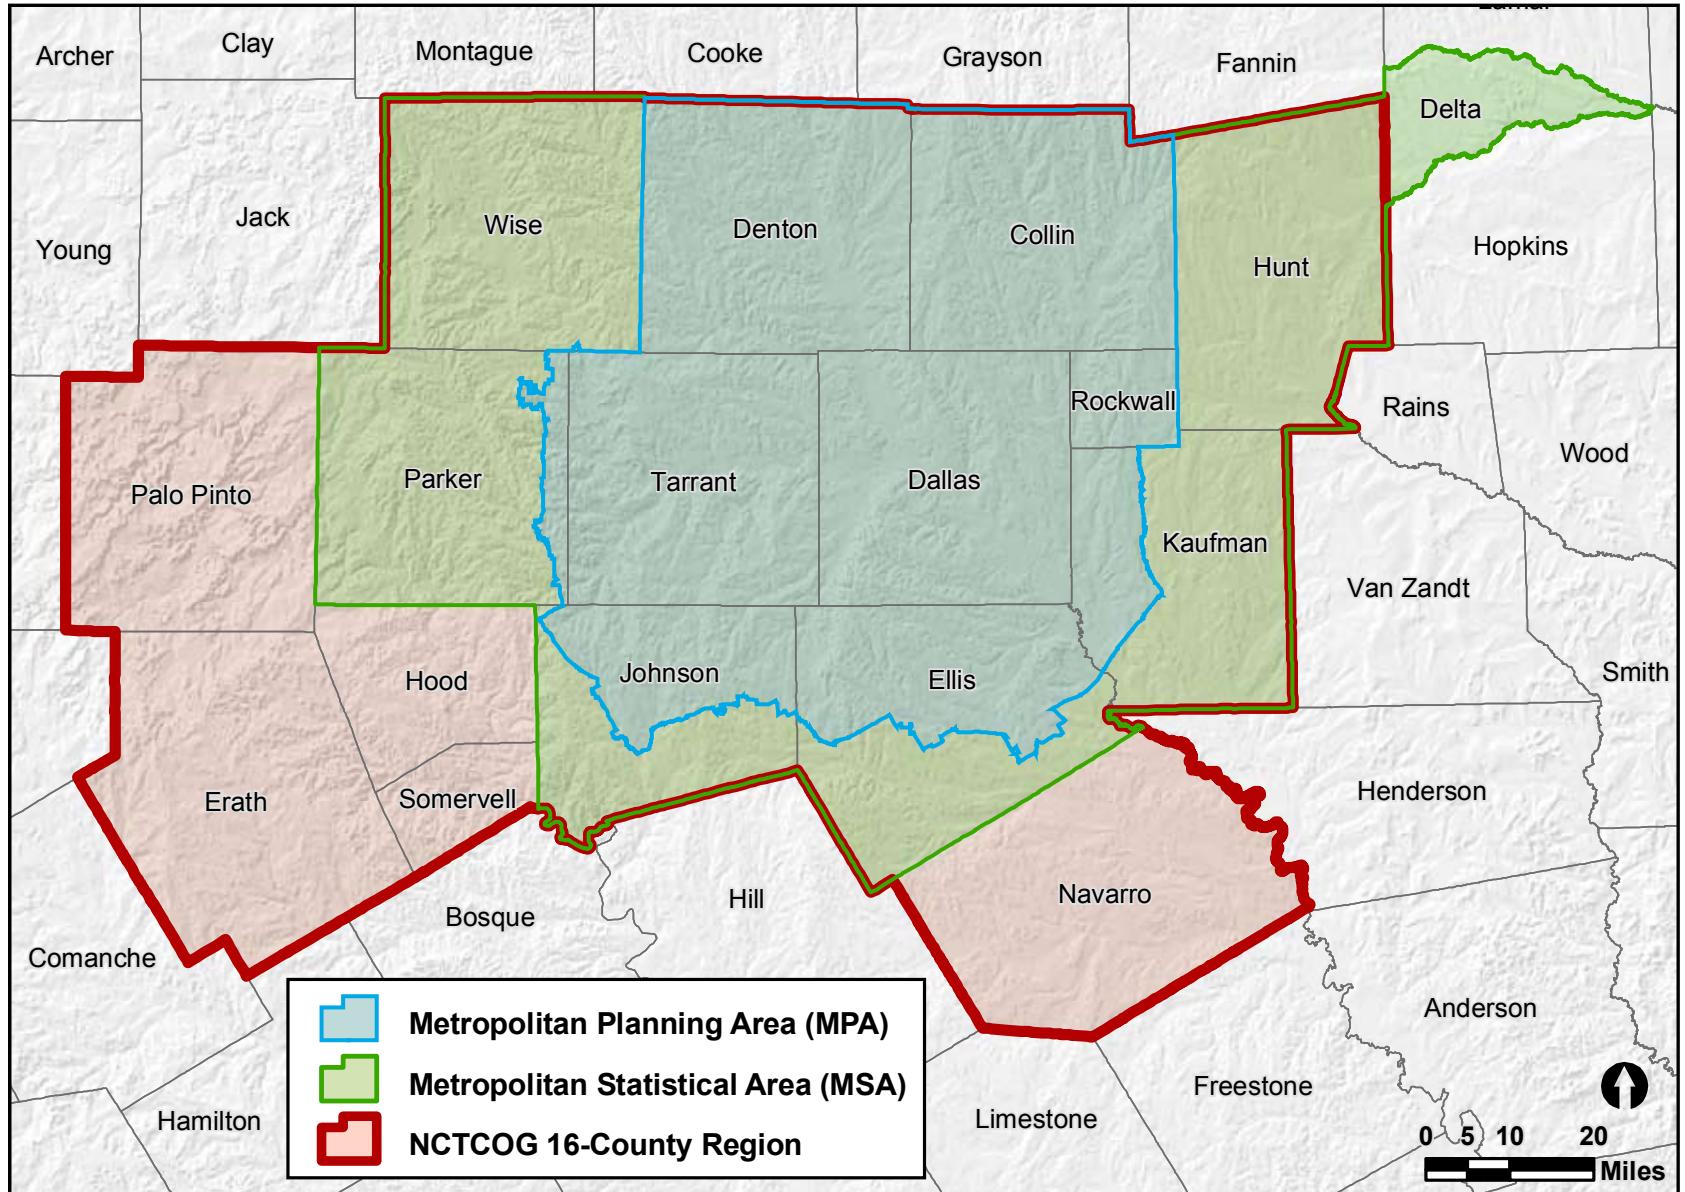 Lamar
Clay
Montague
Cooke
Grayson
Archer
Fannin
Delta
Jack
Wise
Denton
Collin
Young
Hunt
Hopkins
Rockwall
Rains
Wood
Palo Pinto
Parker
Tarrant
Dallas
Kaufman
Van Zandt
Hood
Johnson
Ellis
Smith
Erath
Somervell
Henderson
Navarro
Hill
Bosque
Comanche
Anderson
Metropolitan Planning Area (MPA)
Metropolitan Statistical Area (MSA)
NCTCOG 16-County Region
Freestone
Hamilton
Limestone
0 5 10 20
Miles